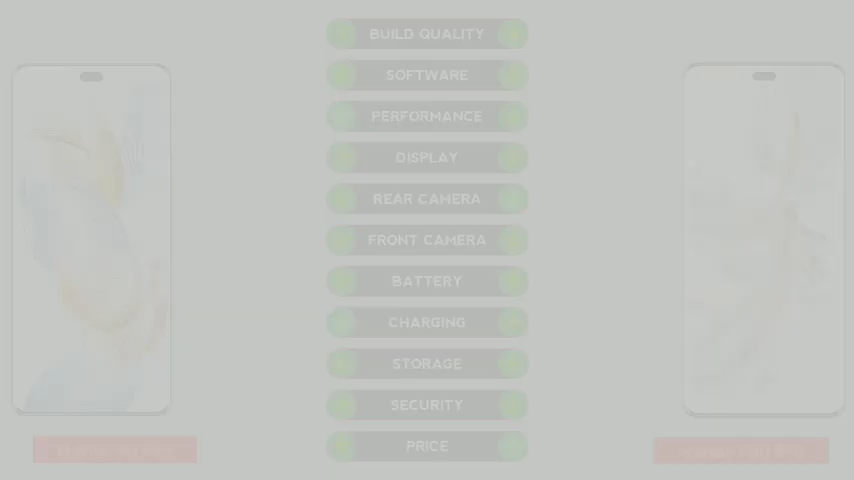 BUILD QUALITY
SOFTWARE
PERFORMANCE
DISPLAY
REAR CAMERA
FRONT CAMERA
BATTERY
CHARGING
STORAGE
SECURITY
PRICE